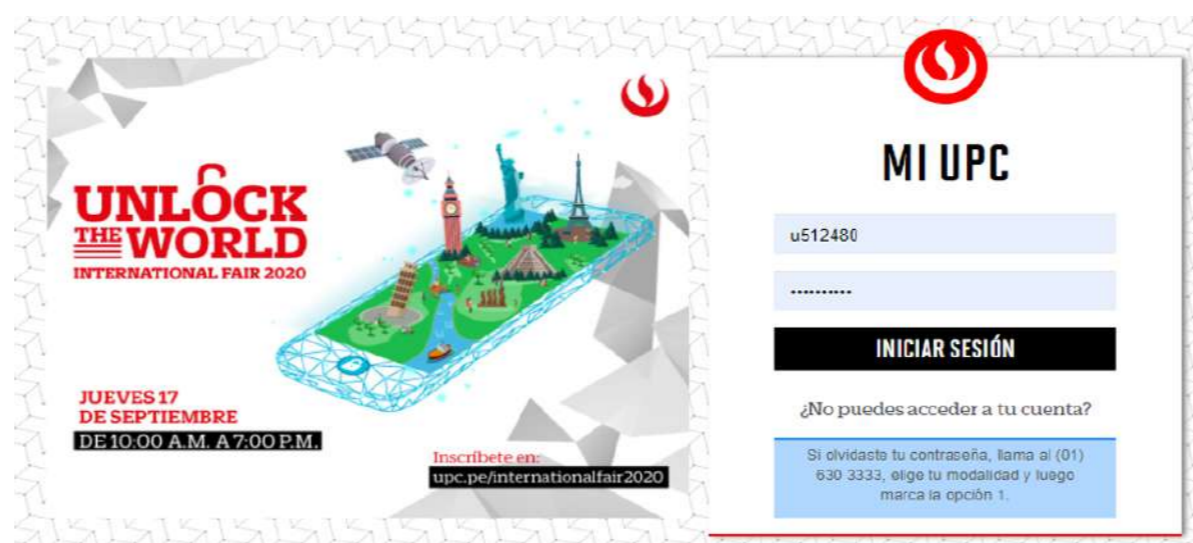 UNLOCK
THE WORLD
INTERNATIONAL FAIR 2020
JUEVES 17
DE SEPTIEMBRE
DE 10:00 A.M. A 7:00 P.M.
Inscríbete en:
upc.pe/internationalfair2020
MI UPC
u512480
..........
INICIAR SESIÓN
¿No puedes acceder a tu cuenta?
Si olvidaste tu contraseña, llama al (01)
630 3333, elige tu modalidad y luego
marca la opción 1.